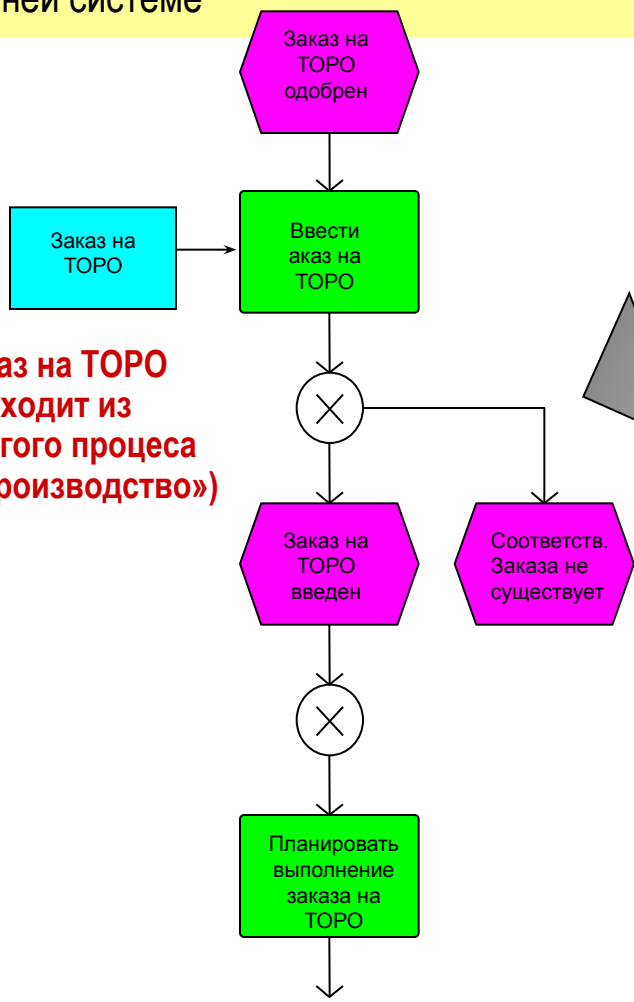 ней системе
Заказ на
ТОРО
одобрен
Заказ на
ТОРО
Ввести
аказ на
ТОРО
аз на ТОРО
ходит из
гого процеса
роизводство»)
Заказ на
ТОРО
введен
Соответств.
Заказа не
существует
Планировать
выполнение
заказа на
ТОРО